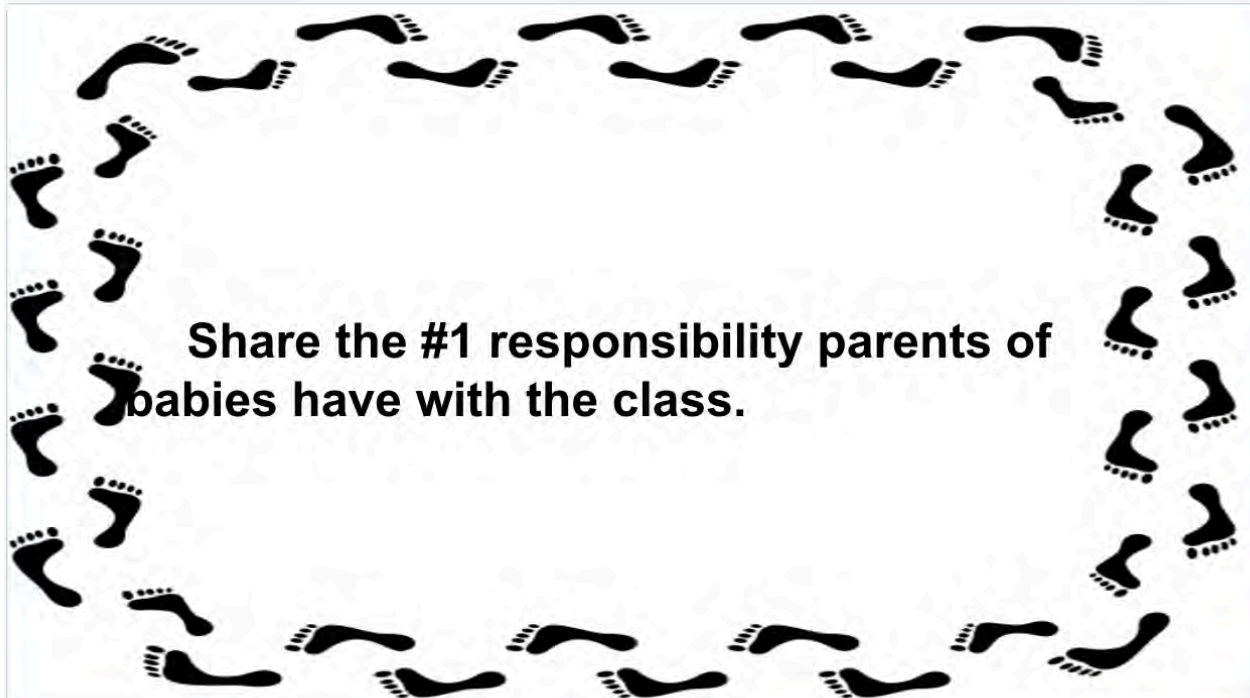 Share the #1 responsibility parents of
babies have with the class.